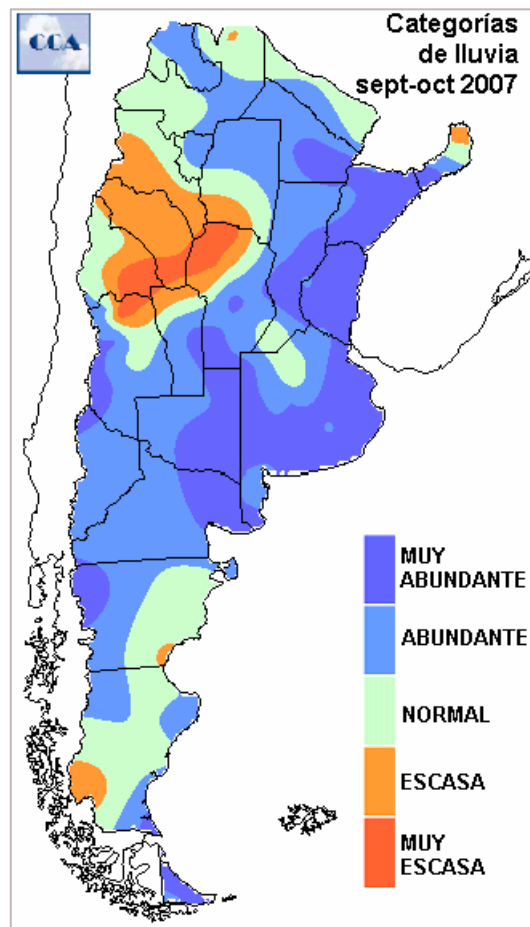 CCA
Categorías
de lluvia
sept-oct 2007
MUY
ABUNDANTE
ABUNDANTE
NORMAL
ESCASA
MUY
ESCASA